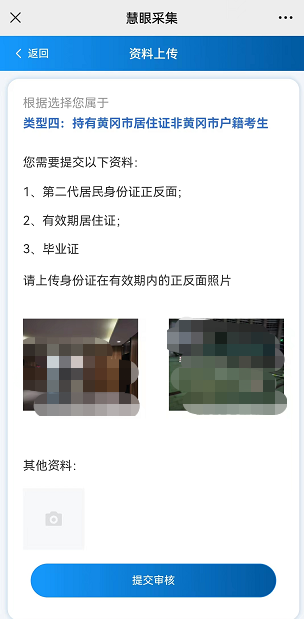 慧眼采集
返回
资料上传
根据选择您属于
类型四：持有黄冈市居住证非黄冈市户籍考生
您需要提交以下资料：
1、第二代居民身份证正反面；
2、有效期居住证；
3、毕业证
请上传身份证在有效期内的正反面照片
其他资料：
提交审核